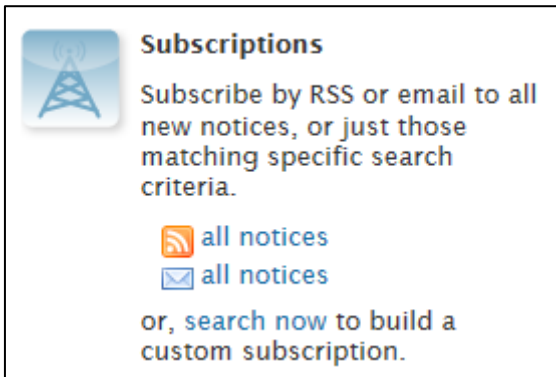 Subscriptions
Subscribe by RSS or email to all
new notices, or just those
matching specific search
criteria.
all notices
all notices
or, search now to build a
custom subscription.